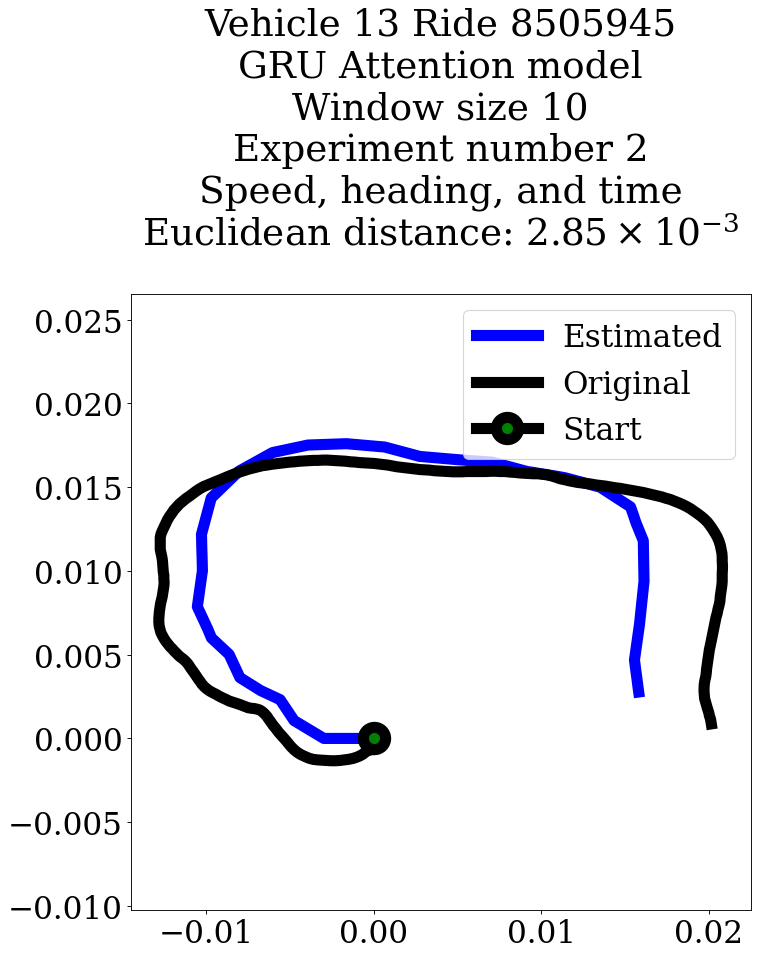 Vehicle 13 Ride 8505945
GRU Attention model
Window size 10
Experiment number 2
Speed, heading, and time
Euclidean distance: 2.85 × 10⁻³
Estimated
Original
Start
0.025
0.020
0.015
0.010
0.005
0.000
−0.005
−0.010
−0.01 0.00 0.01 0.02